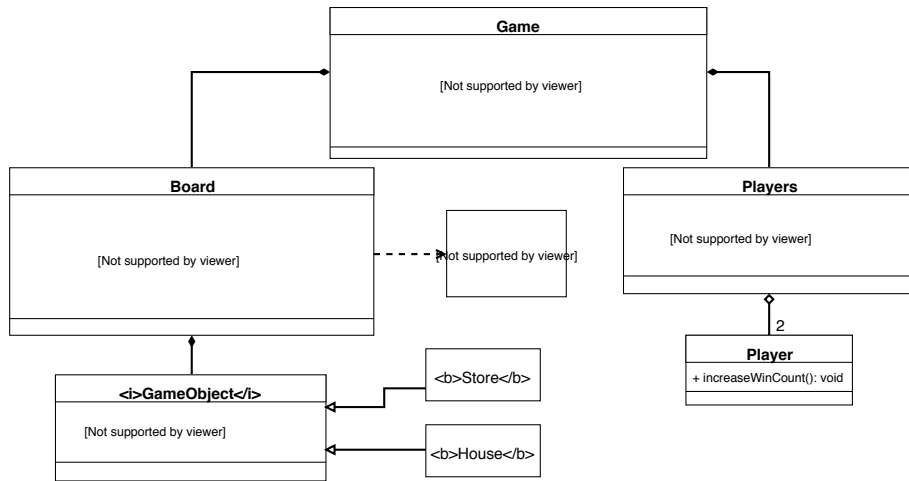 Game
[Not supported by viewer]
Board
[Not supported by viewer]
[Not supported by viewer]
Players
[Not supported by viewer]
2
Player
+ increaseWinCount(): void
<i>GameObject</i>
[Not supported by viewer]
<b>Store</b>
<b>House</b>